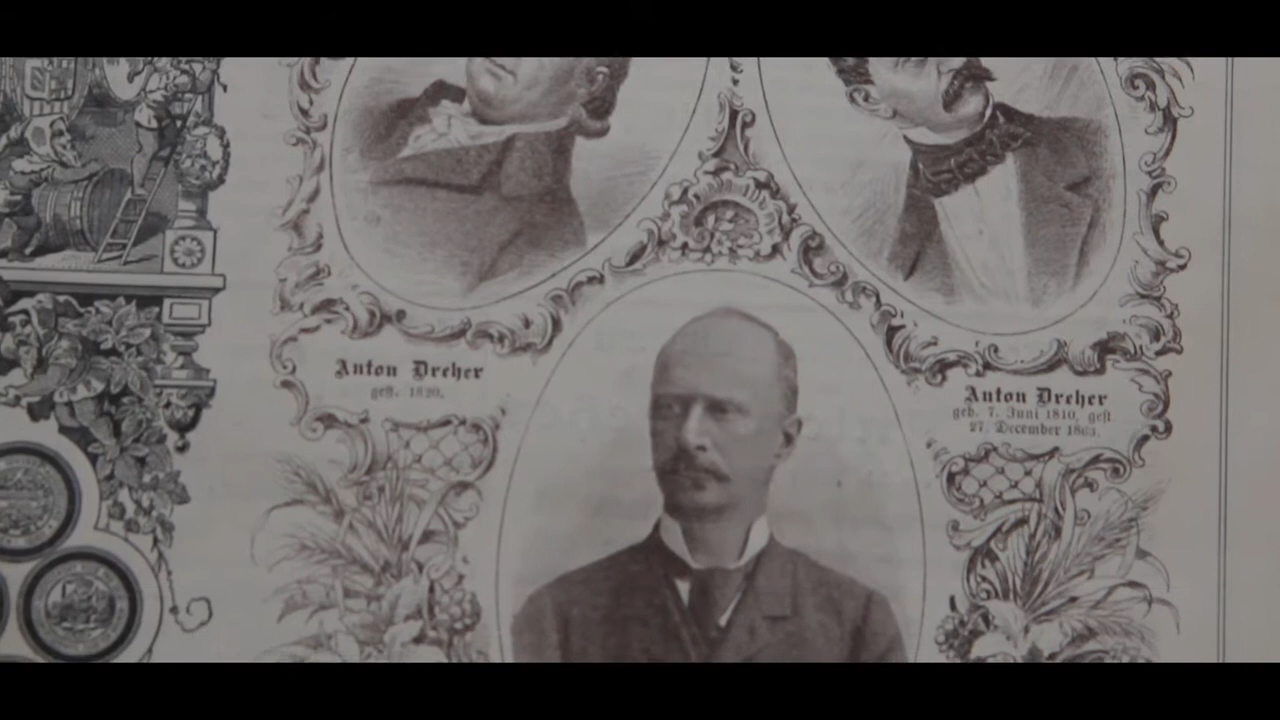 Anton Dreher
gest. 1820.
Anton Dreher
geb. 7. Juni 1810, gest.
27. December 1863.